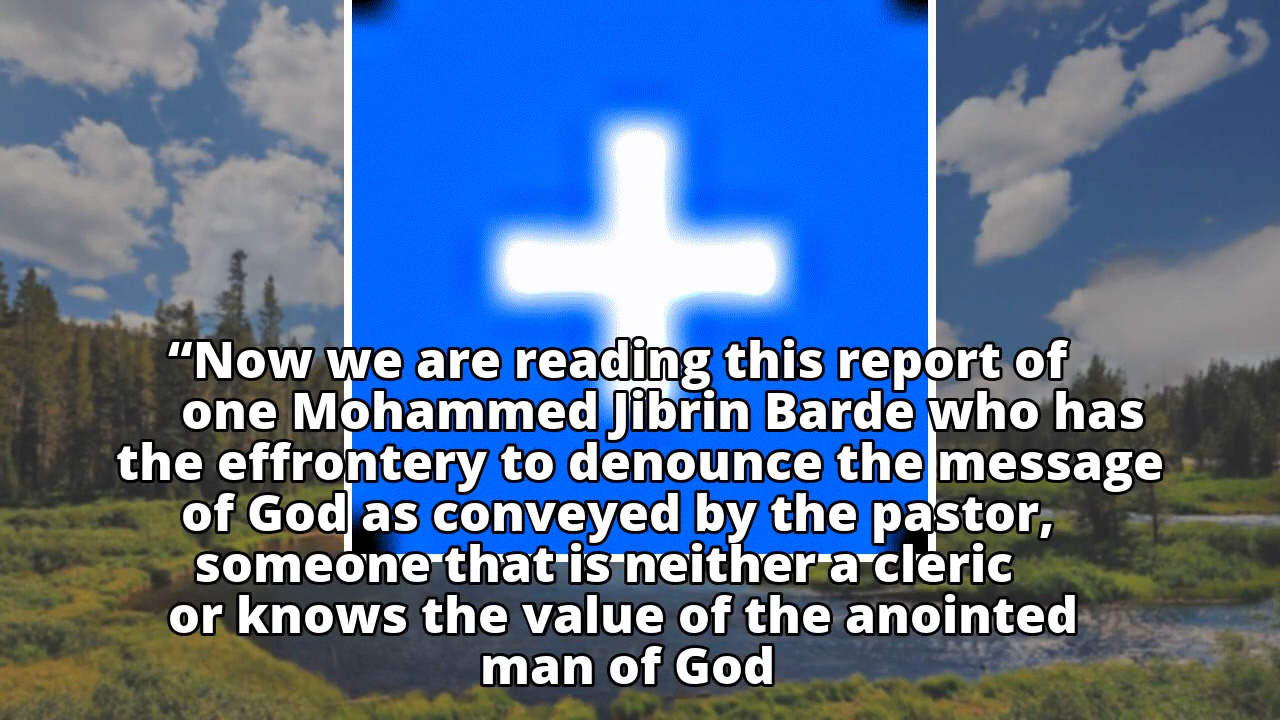 “Now we are reading this report of
one Mohammed Jibrin Barde who has
the effrontery to denounce the message
of God as conveyed by the pastor,
someone that is neither a cleric
or knows the value of the anointed
man of God